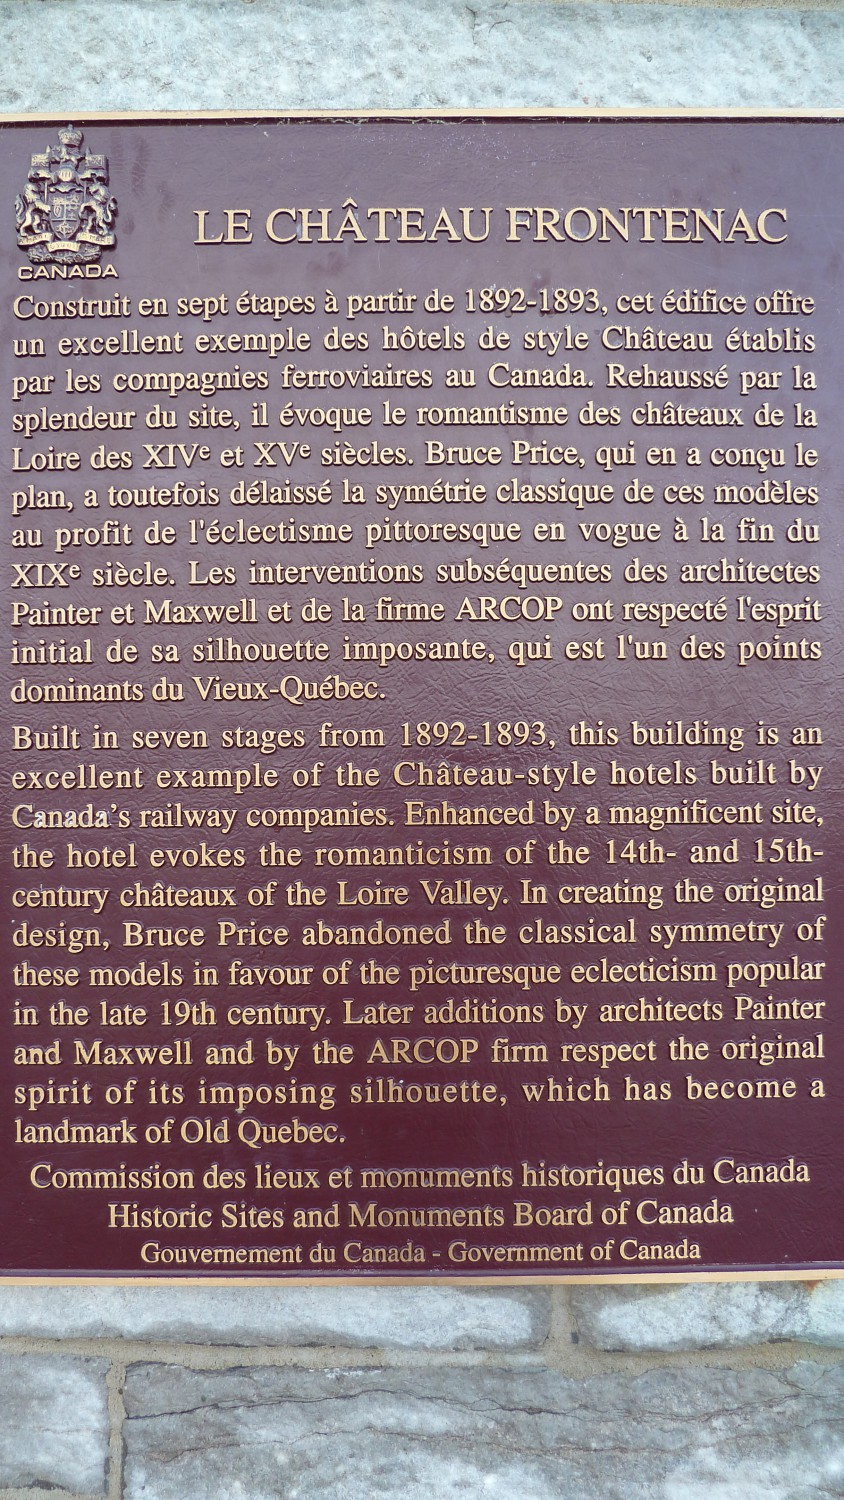 LE CHÂTEAU FRONTENAC
CANADA
Construit en sept étapes à partir de 1892-1893, cet édifice offre
un excellent exemple des hôtels de style Château établis
par les compagnies ferroviaires au Canada. Rehaussé par la
splendeur du site, il évoque le romantisme des châteaux de la
Loire des XIVe et XVe siècles. Bruce Price, qui en a conçu le
plan, a toutefois délaissé la symétrie classique de ces modèles
au profit de l'éclectisme pittoresque en vogue à la fin du
XIXe siècle. Les interventions subséquentes des architectes
Painter et Maxwell et de la firme ARCOP ont respecté l'esprit
initial de sa silhouette imposante, qui est l'un des points
dominants du Vieux-Québec.
Built in seven stages from 1892-1893, this building is an
excellent example of the Château-style hotels built by
Canada's railway companies. Enhanced by a magnificent site,
the hotel evokes the romanticism of the 14th- and 15th-
century châteaux of the Loire Valley. In creating the original
design, Bruce Price abandoned the classical symmetry of
these models in favour of the picturesque eclecticism popular
in the late 19th century. Later additions by architects Painter
and Maxwell and by the ARCOP firm respect the original
spirit of its imposing silhouette, which has become a
landmark of Old Quebec.
Commission des lieux et monuments historiques du Canada
Historic Sites and Monuments Board of Canada
Gouvernement du Canada - Government of Canada